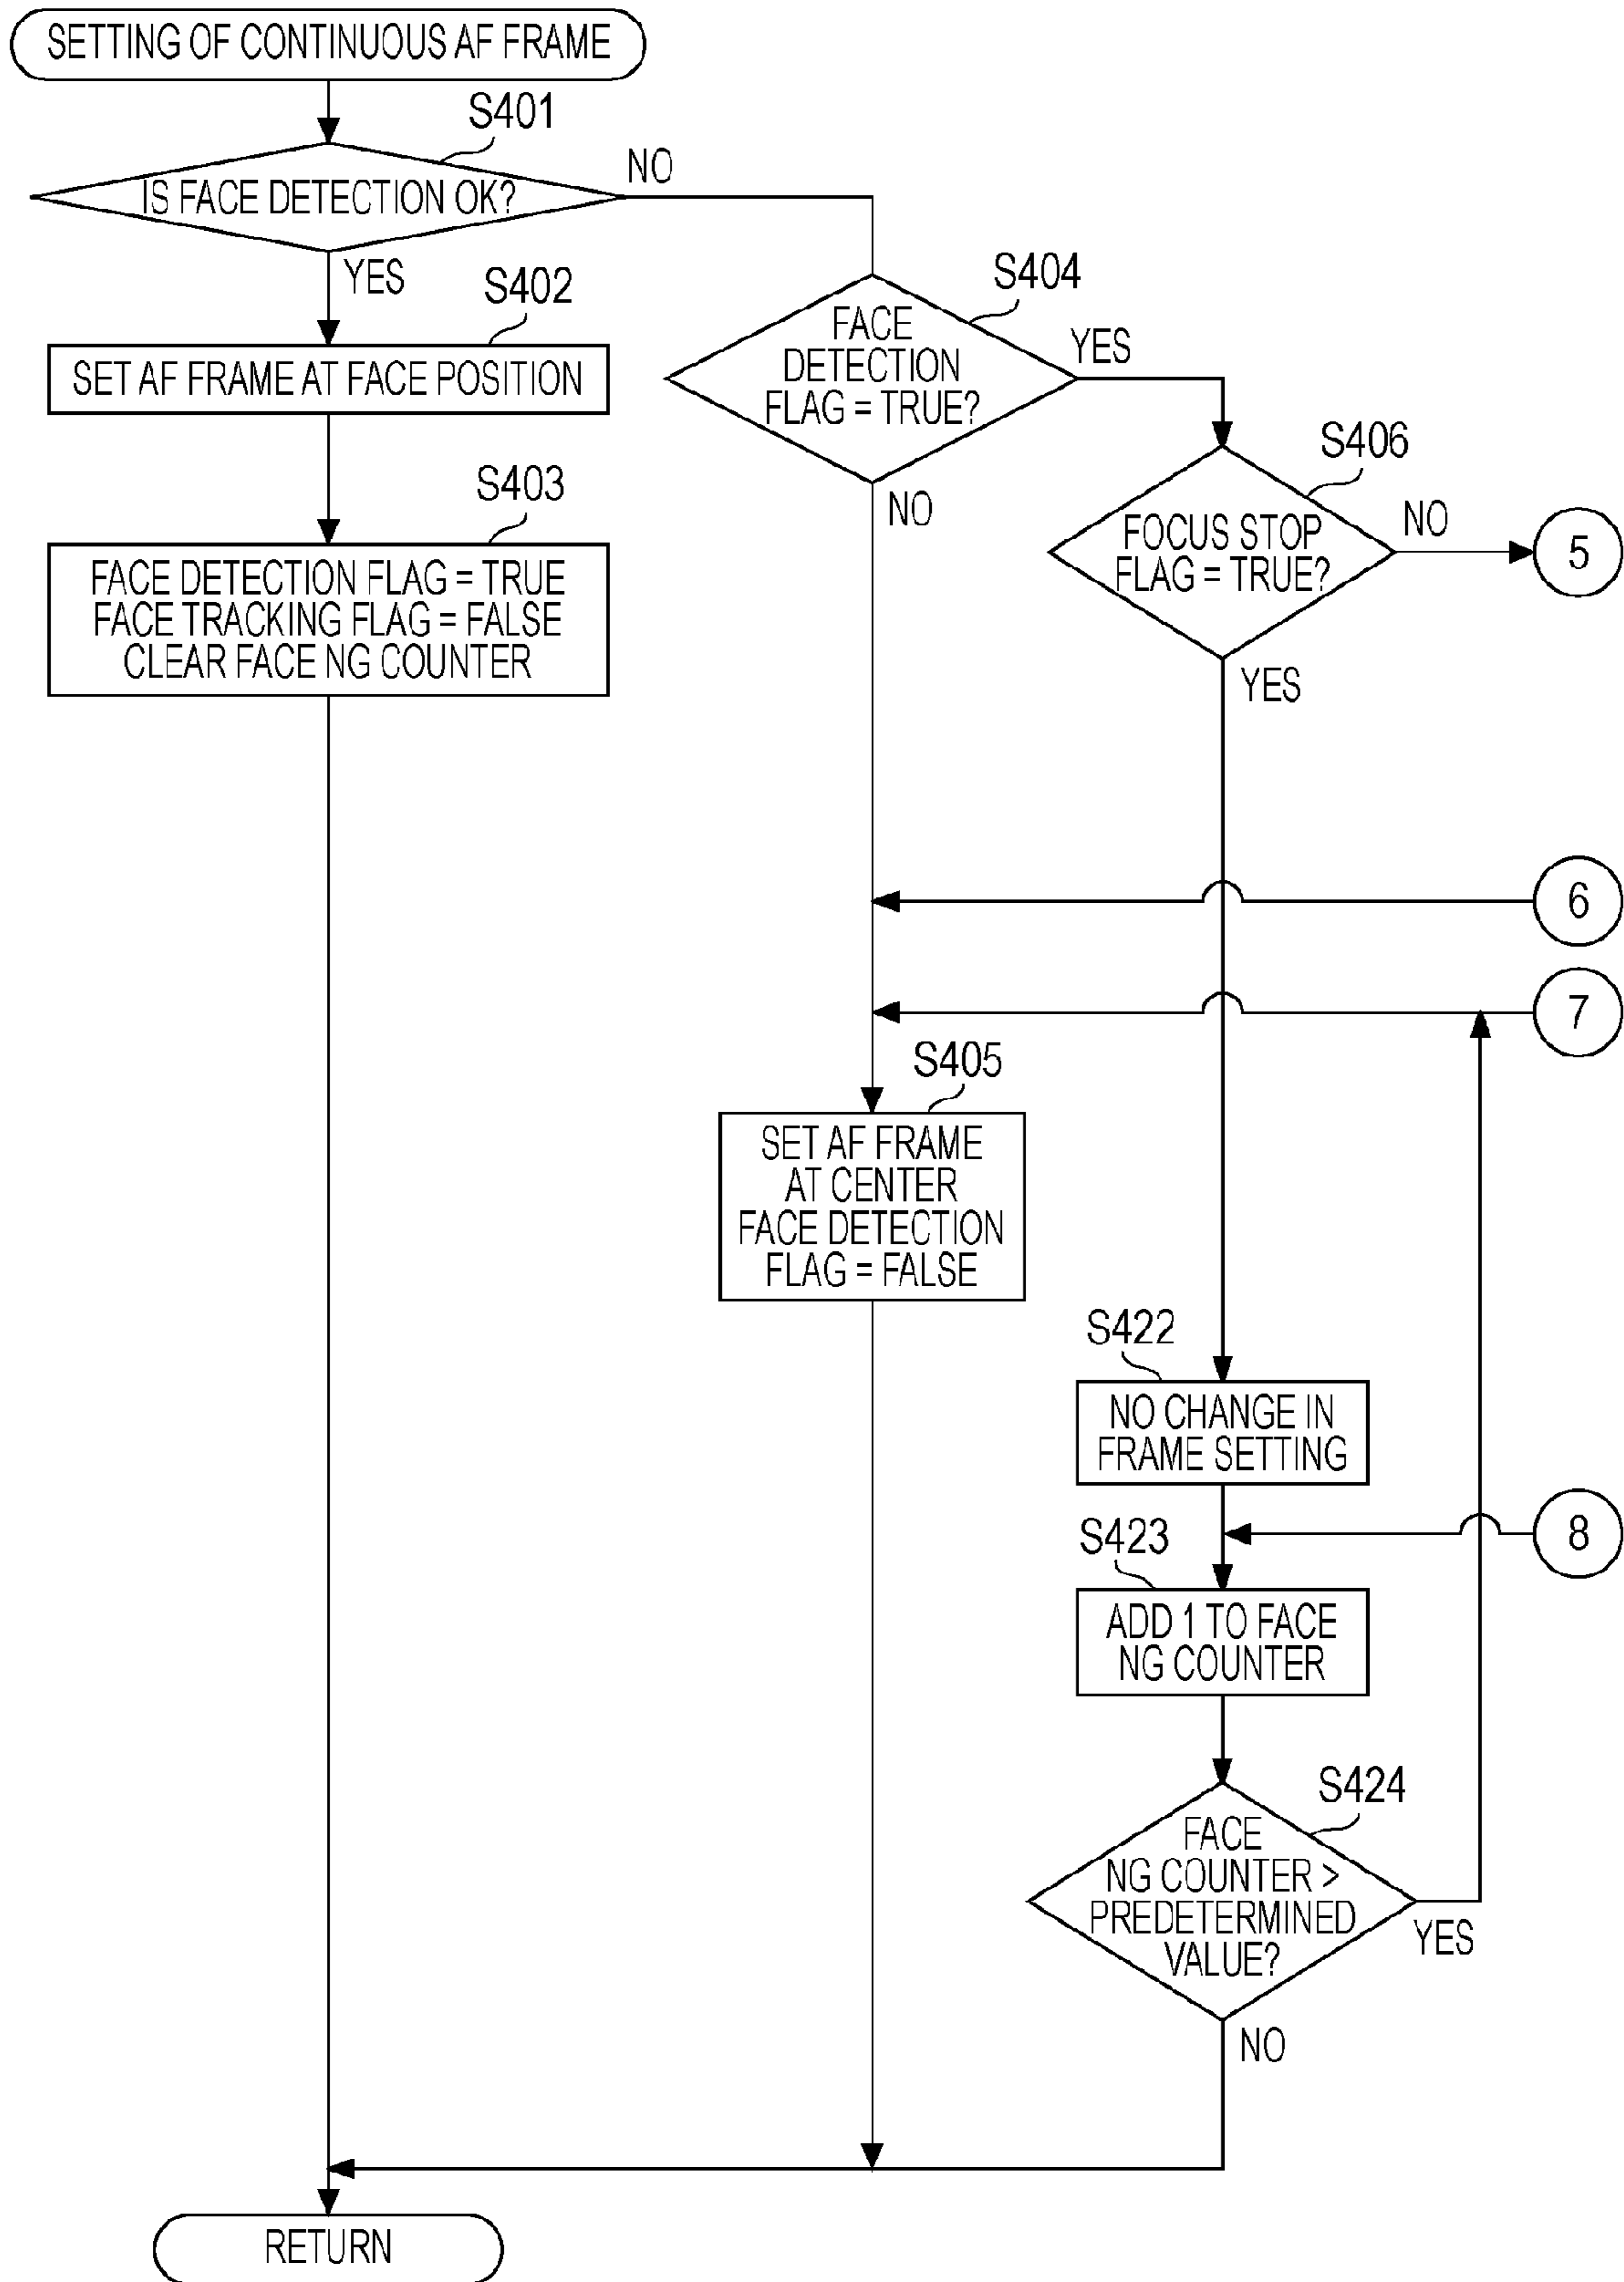 SETTING OF CONTINUOUS AF FRAME
S401
IS FACE DETECTION OK?
NO
YES
S402
SET AF FRAME AT FACE POSITION
S403
FACE DETECTION FLAG = TRUE
FACE TRACKING FLAG = FALSE
CLEAR FACE NG COUNTER
S404
FACE
DETECTION
FLAG = TRUE?
YES
NO
S406
FOCUS STOP
FLAG = TRUE?
NO
5
YES
6
7
S405
SET AF FRAME
AT CENTER
FACE DETECTION
FLAG = FALSE
S422
NO CHANGE IN
FRAME SETTING
8
S423
ADD 1 TO FACE
NG COUNTER
S424
FACE
NG COUNTER >
PREDETERMINED
VALUE?
YES
NO
RETURN